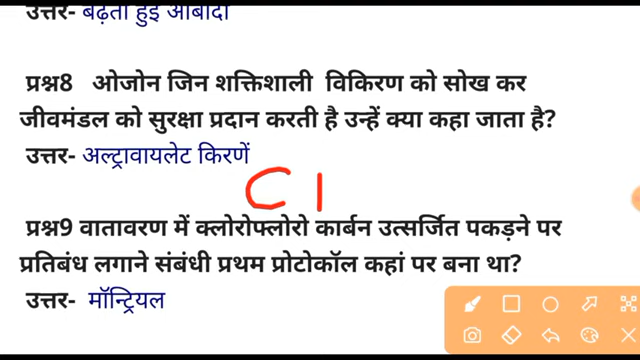 उत्तर- बढ़ती हुई आबादी
प्रश्न8 ओजोन जिन शक्तिशाली विकिरण को सोख कर
जीवमंडल को सुरक्षा प्रदान करती है उन्हें क्या कहा जाता है?
उत्तर- अल्ट्रावायलेट किरणें
C I
प्रश्न9 वातावरण में क्लोरोफ्लोरो कार्बन उत्सर्जित पकड़ने पर
प्रतिबंध लगाने संबंधी प्रथम प्रोटोकॉल कहां पर बना था?
उत्तर- मॉन्ट्रियल